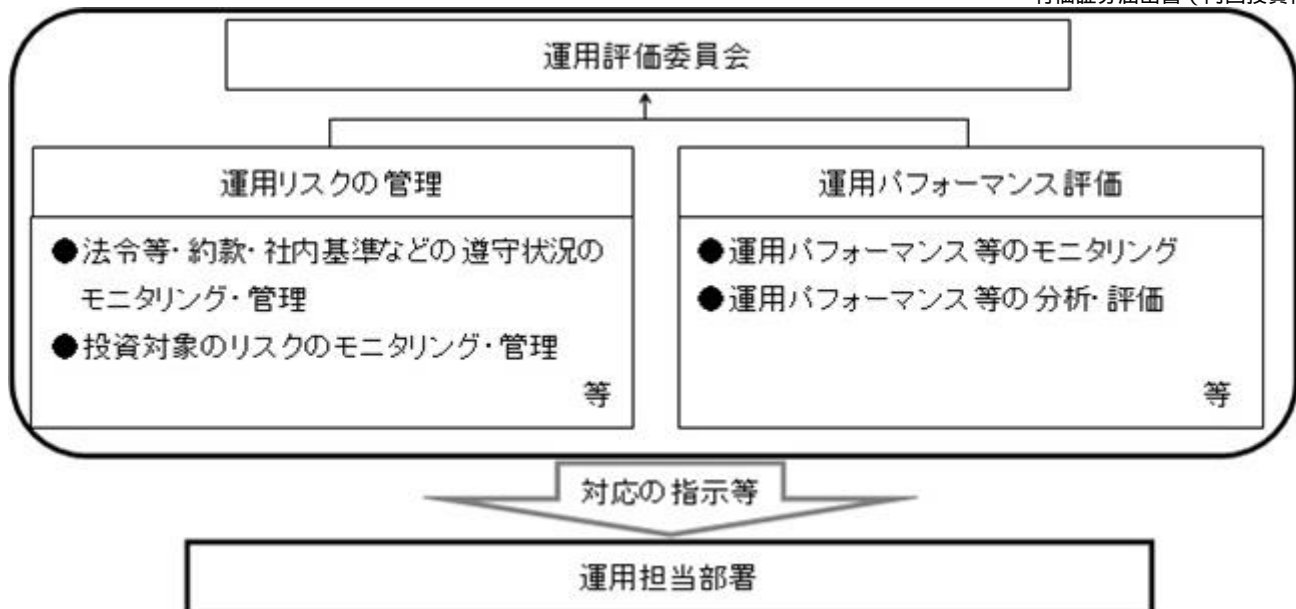 運用評価委員会
運用リスクの管理
●法令等・約款・社内基準などの遵守状況の
モニタリング・管理
●投資対象のリスクのモニタリング・管理
等
運用パフォーマンス評価
●運用パフォーマンス等のモニタリング
●運用パフォーマンス等の分析・評価
等
対応の指示等
運用担当部署